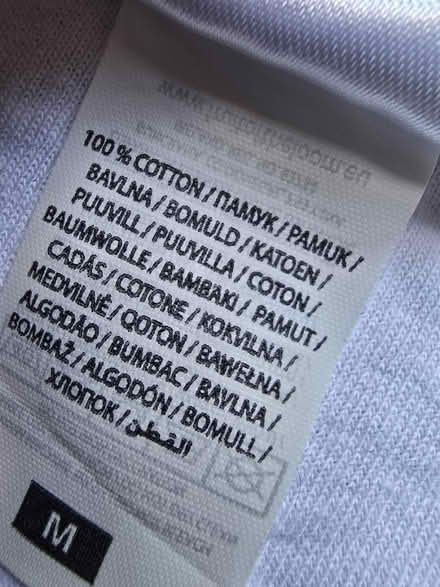 100 % COTTON / ПАМУК / PAMUK /
BAVLNA / BOMULD / KATOEN /
PUUVILL / PUUVILLA / COTON /
BAUMWOLLE / BAMBAKI / PAMUT /
CADÁS / COTONE / KOKVILNA /
MEDVILNĖ / QOTON / BAWEŁNA /
ALGODÃO / BUMBAC / BAVLNA /
BOMBAŽ / ALGODÓN / BOMULL /
ХЛОПОК / القطن
M